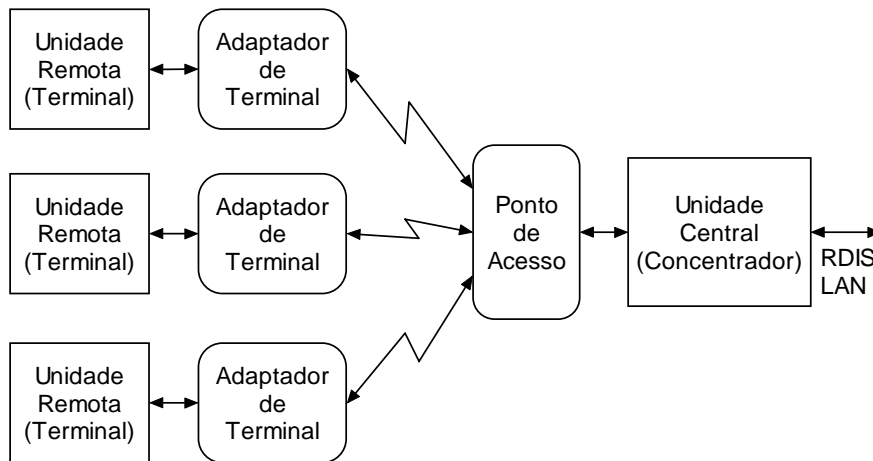 Unidade
Remota
(Terminal)
Adaptador
de
Terminal
Unidade
Remota
(Terminal)
Adaptador
de
Terminal
Ponto
de
Acesso
Unidade
Central
(Concentrador)
RDIS
LAN
Unidade
Remota
(Terminal)
Adaptador
de
Terminal